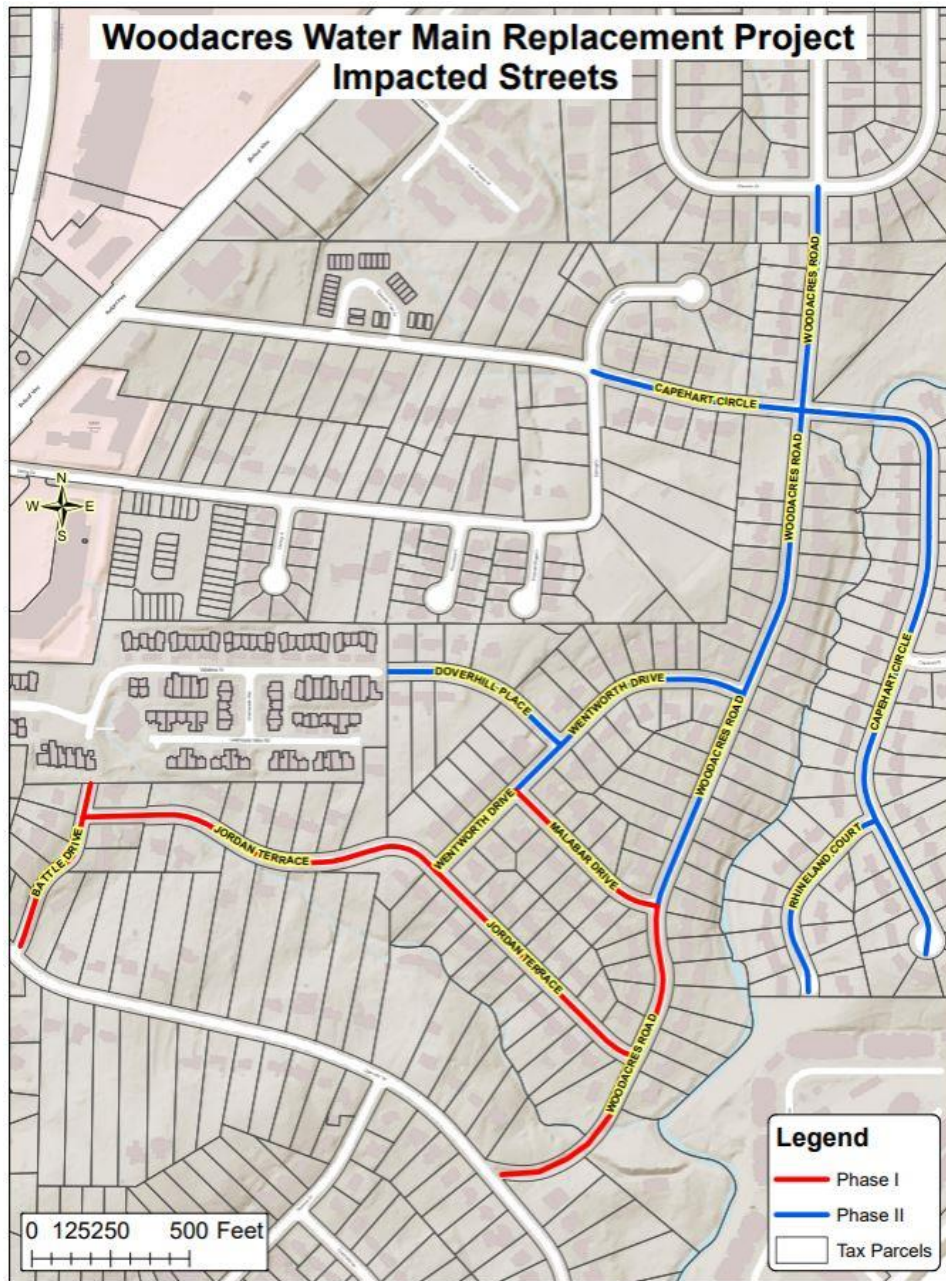 Woodacres Water Main Replacement Project
Impacted Streets
WOODACRES ROAD
CAPEHART CIRCLE
WOODACRES ROAD
N
W E
S
DOVERHILL PLACE
WENTWORTH DRIVE
WOODACRES ROAD
CAPEHART CIRCLE
WENTWORTH DRIVE
MALABAR DRIVE
RHINELAND COURT
BATTLE DRIVE
JORDAN TERRACE
JORDAN TERRACE
WOODACRES ROAD
Legend
Phase I
Phase II
Tax Parcels
0 125250 500 Feet